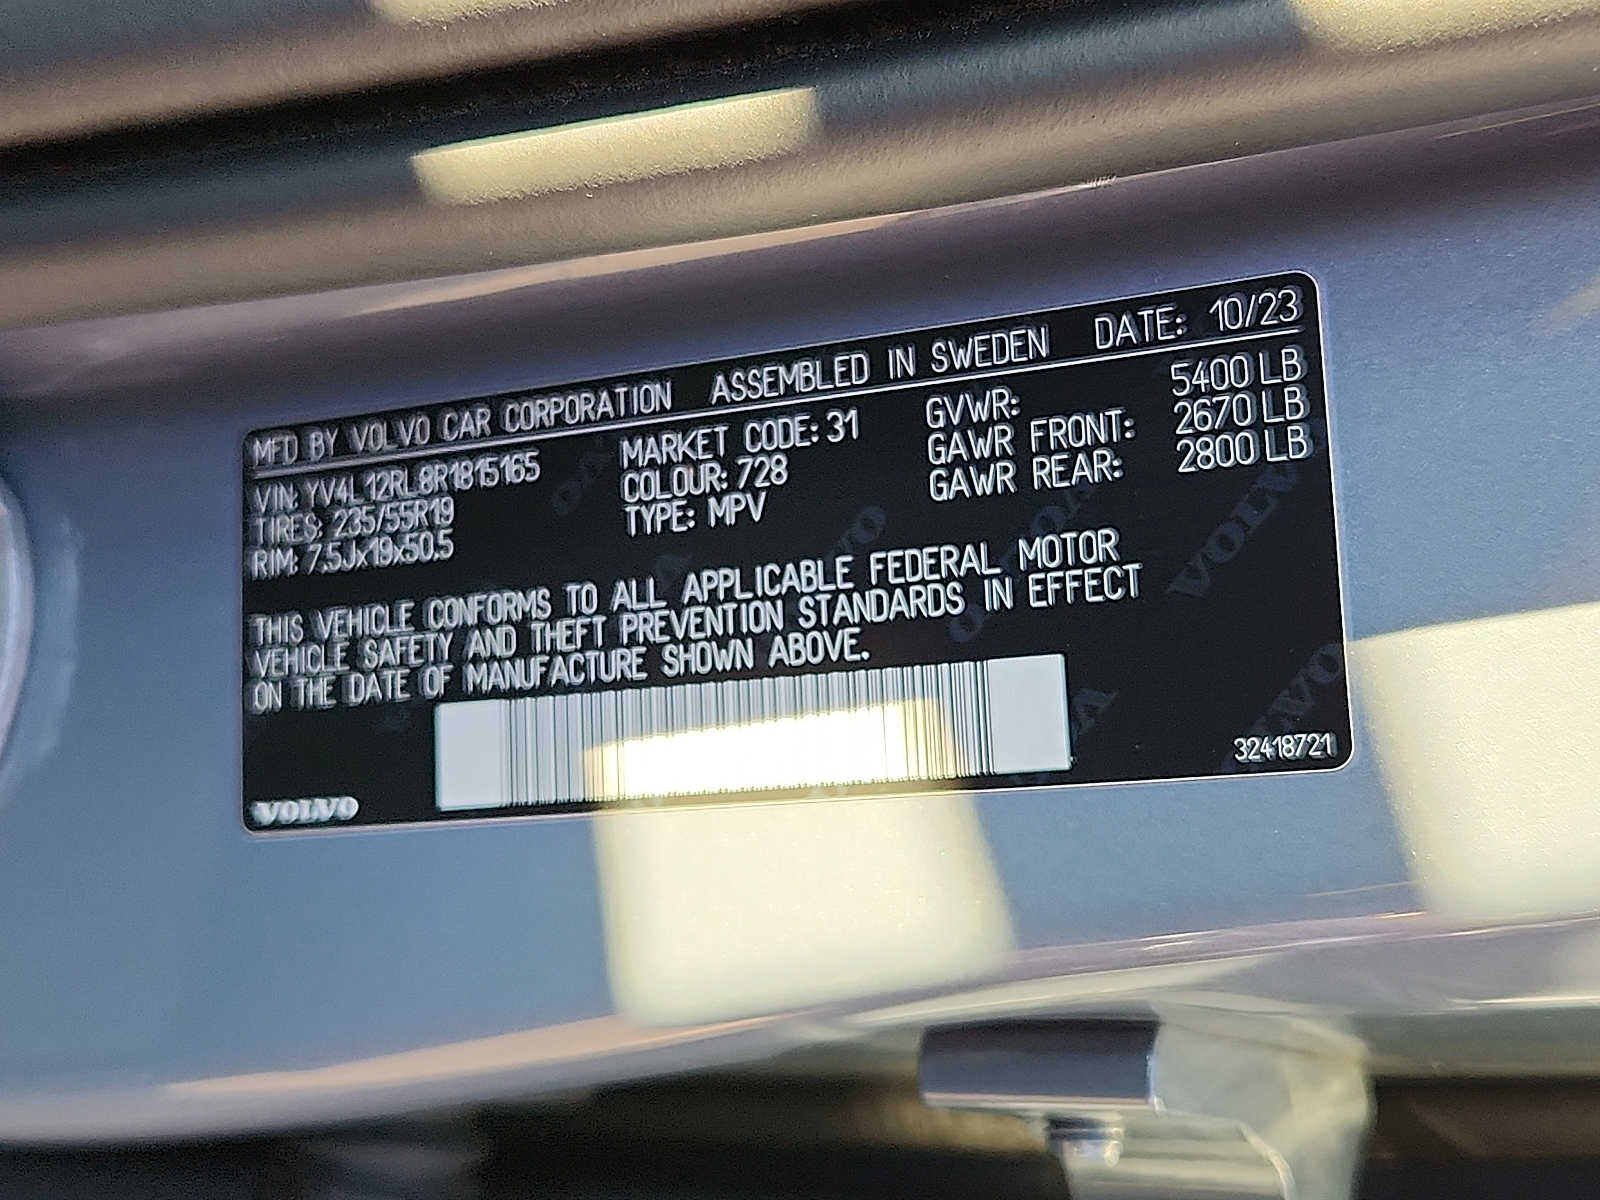 MFD BY VOLVO CAR CORPORATION ASSEMBLED IN SWEDEN DATE: 10/23
VIN: YV4L12RL8R1815165 MARKET CODE: 31 GVWR: 5400 LB
TIRES: 235/55R19 COLOUR: 728 GAWR FRONT: 2670 LB
RIM: 7.5Jx19x50.5 TYPE: MPV GAWR REAR: 2800 LB
THIS VEHICLE CONFORMS TO ALL APPLICABLE FEDERAL MOTOR
VEHICLE SAFETY AND THEFT PREVENTION STANDARDS IN EFFECT
ON THE DATE OF MANUFACTURE SHOWN ABOVE.
VOLVO 32418721